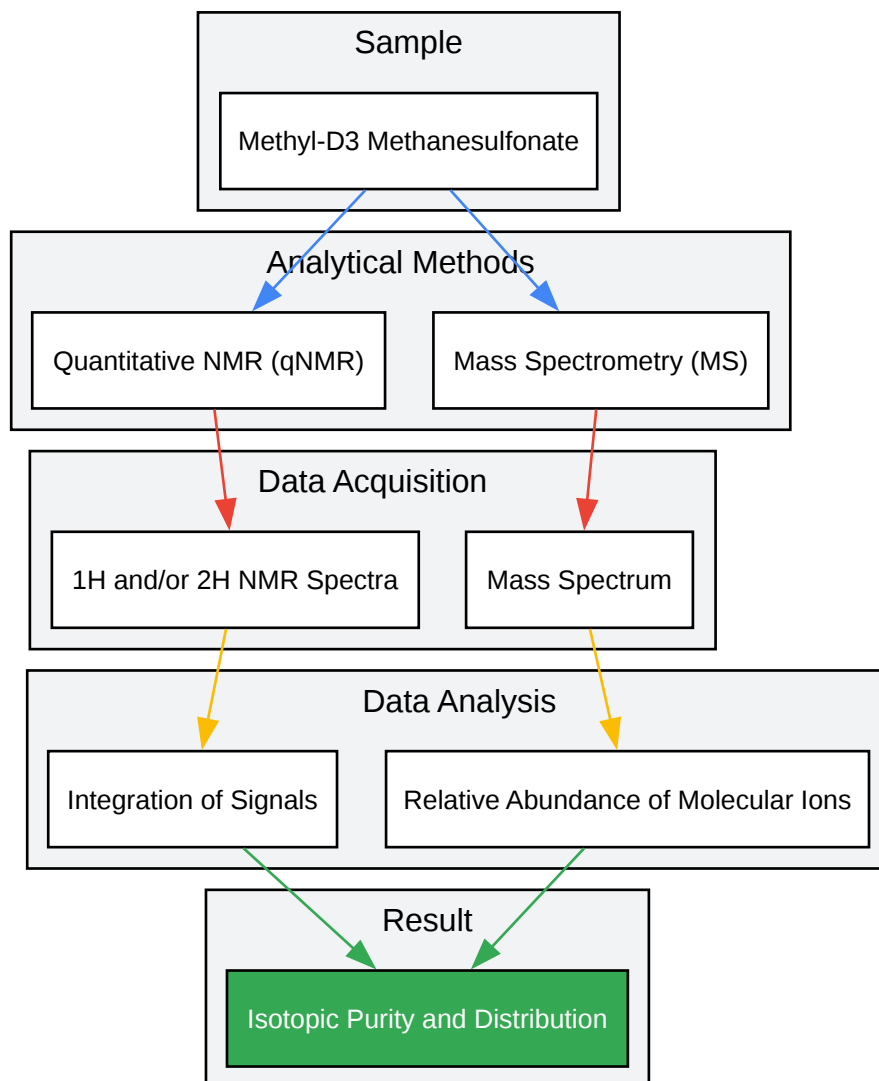 Sample
Methyl-D3 Methanesulfonate
Analytical Methods
Quantitative NMR (qNMR)
Mass Spectrometry (MS)
Data Acquisition
1H and/or 2H NMR Spectra
Mass Spectrum
Data Analysis
Integration of Signals
Relative Abundance of Molecular Ions
Result
Isotopic Purity and Distribution